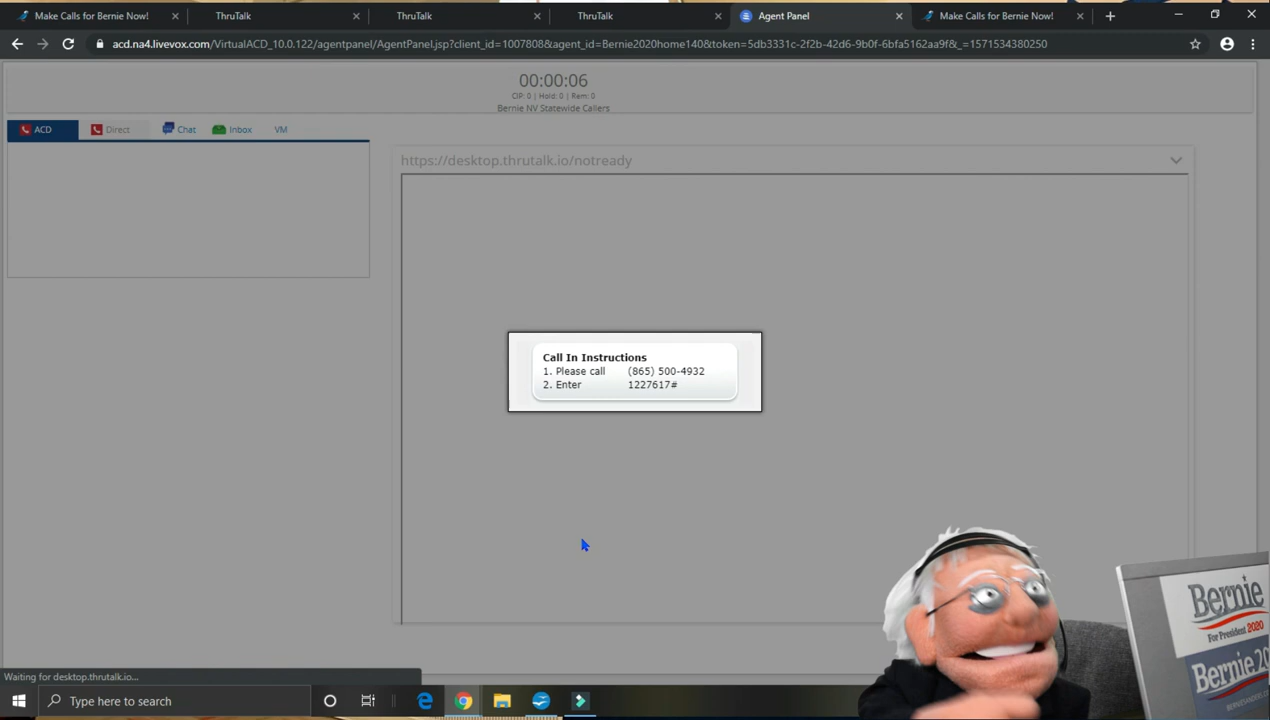 Make Calls for Bernie Now!
ThruTalk
ThruTalk
ThruTalk
Agent Panel
Make Calls for Bernie Now!
acd.na4.livevox.com/VirtualACD_10.0.122/agentpanel/AgentPanel.jsp?client_id=1007808&agent_id=Bernie2020home140&token=5db3331c-2f2b-42d6-9b0f-6bfa5162aa9f&_=1571534380250
00:00:06
OP: 0 | Hold: 0 | Rem: 0
Bernie NV Statewide Callers
ACD Direct Chat Inbox VM
https://desktop.thrutalk.io/notready
Call In Instructions
1. Please call (865) 500-4932
2. Enter 1227617#
Bernie
For President 2020
Bernie20
Waiting for desktop.thrutalk.io...
Type here to search